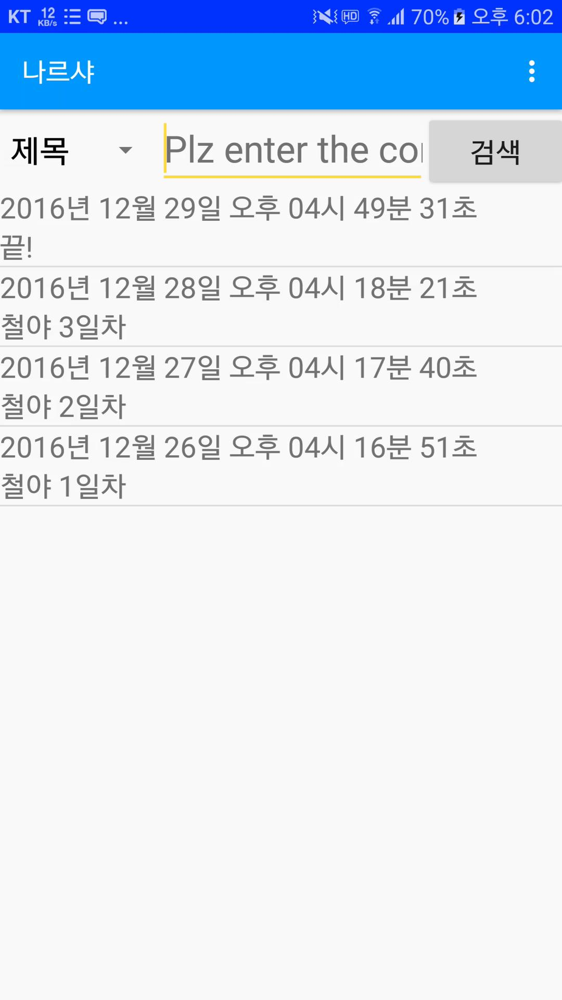 KT 12 KB/s ... HD 70% 오후 6:02
나르샤
제목 Plz enter the co 검색
2016년 12월 29일 오후 04시 49분 31초
끝!
2016년 12월 28일 오후 04시 18분 21초
철야 3일차
2016년 12월 27일 오후 04시 17분 40초
철야 2일차
2016년 12월 26일 오후 04시 16분 51초
철야 1일차